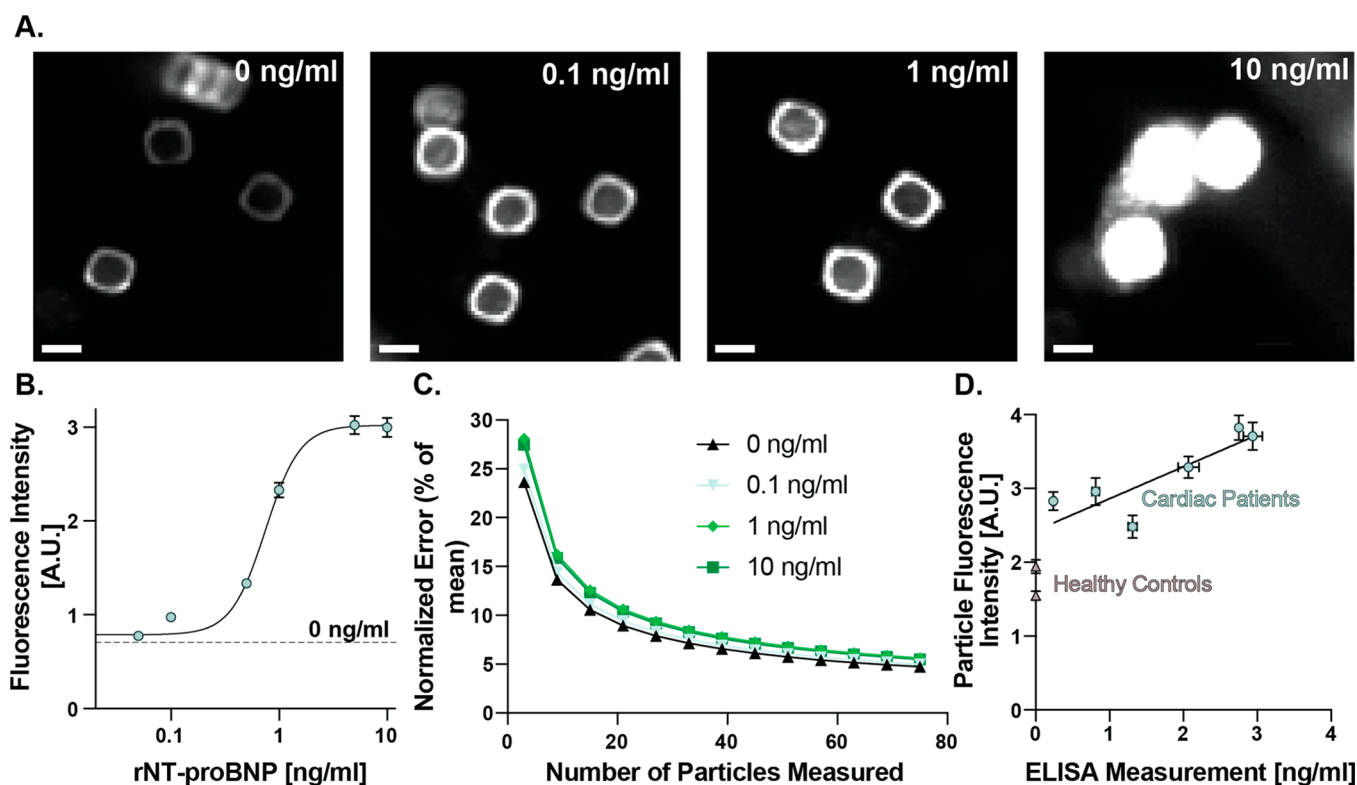 A.
0 ng/ml
0.1 ng/ml
1 ng/ml
10 ng/ml
B.
Fluorescence Intensity
[A.U.]
3
2
1
0
0 ng/ml
0.1
1
10
rNT-proBNP [ng/ml]
C.
Normalized Error (% of
mean)
30
25
20
15
10
5
0
0 ng/ml
0.1 ng/ml
1 ng/ml
10 ng/ml
0
20
40
60
80
Number of Particles Measured
D.
Particle Fluorescence
Intensity [A.U.]
4
3
2
1
0
Cardiac Patients
Healthy Controls
0
1
2
3
4
ELISA Measurement [ng/ml]